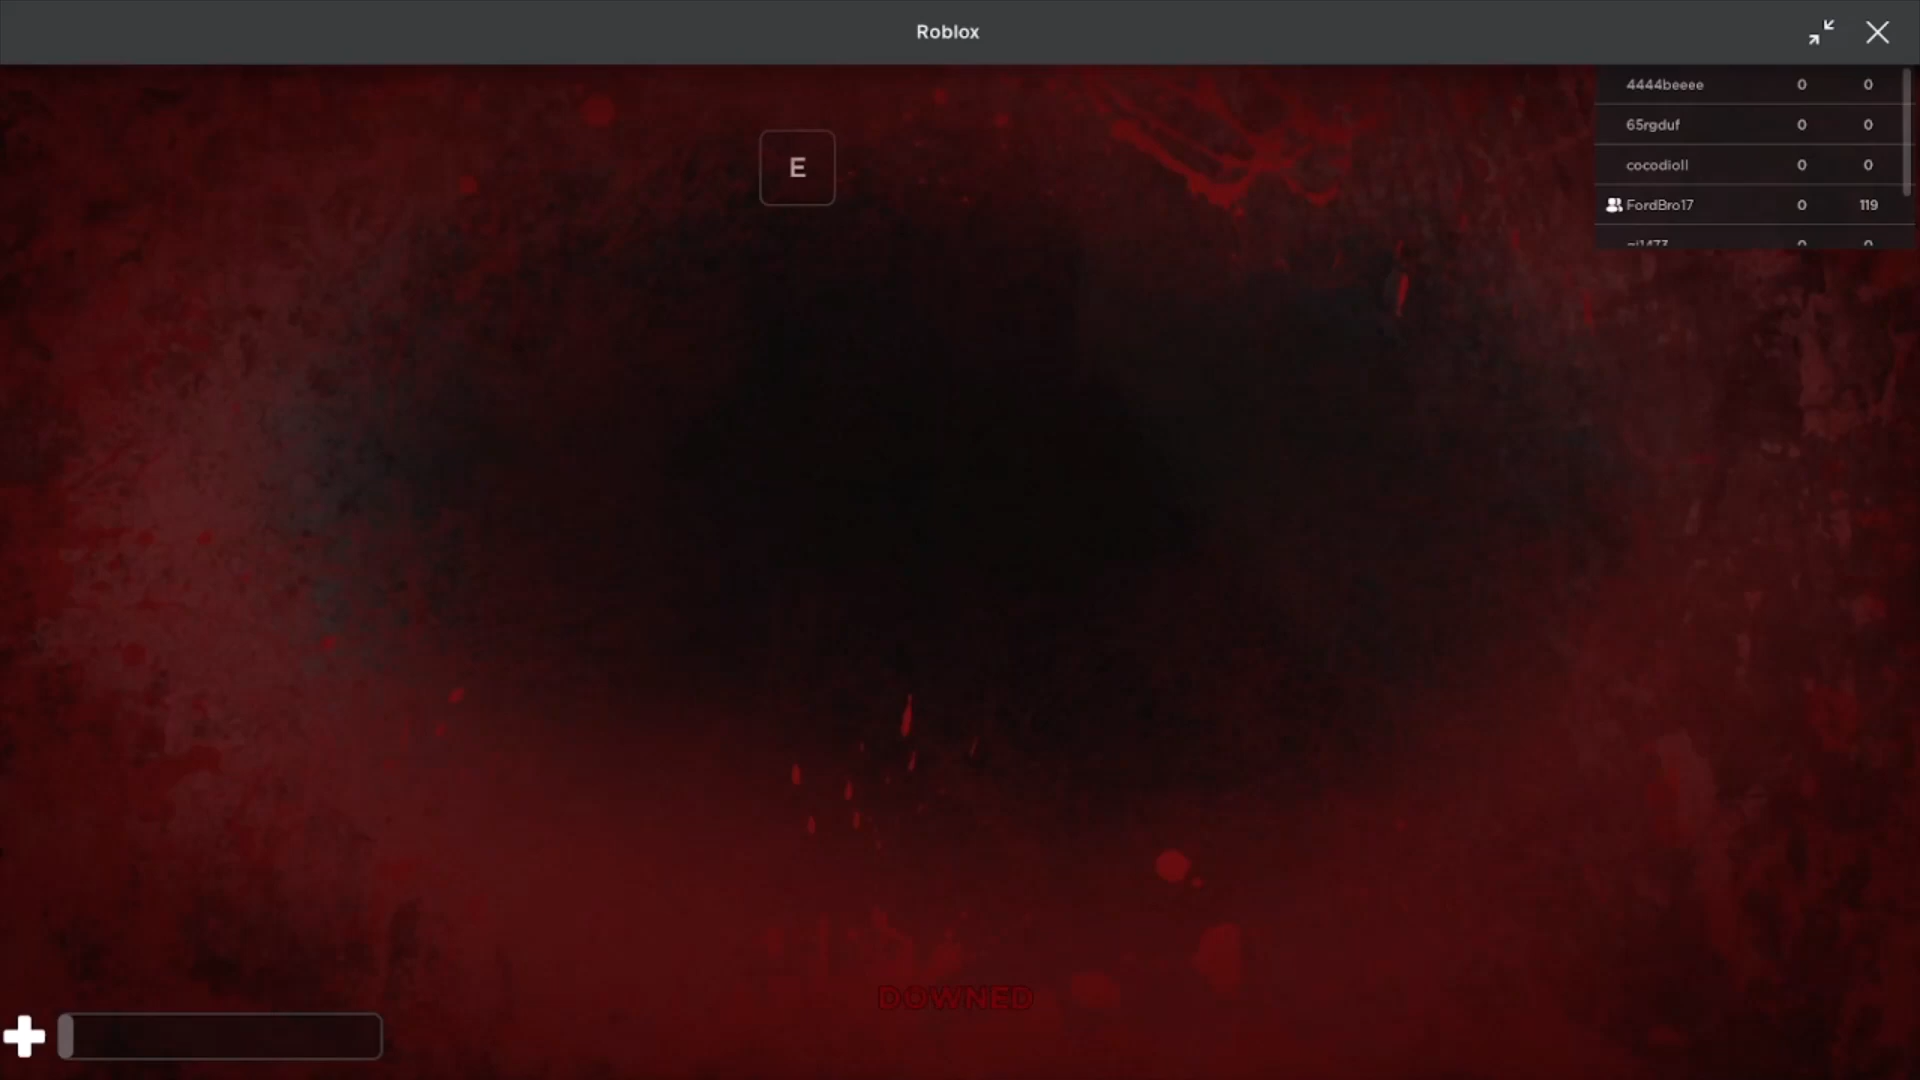 Roblox
4444beeee 0 0
65rgduf 0 0
cocodioll 0 0
FordBro17 0 119
E
DOWNED